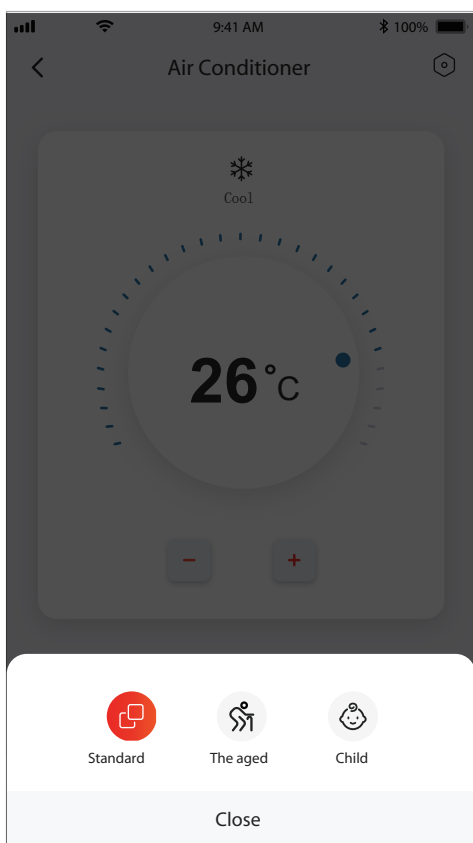 9:41 AM 100%
Air Conditioner
Cool
26°C
− +
Standard The aged Child
Close